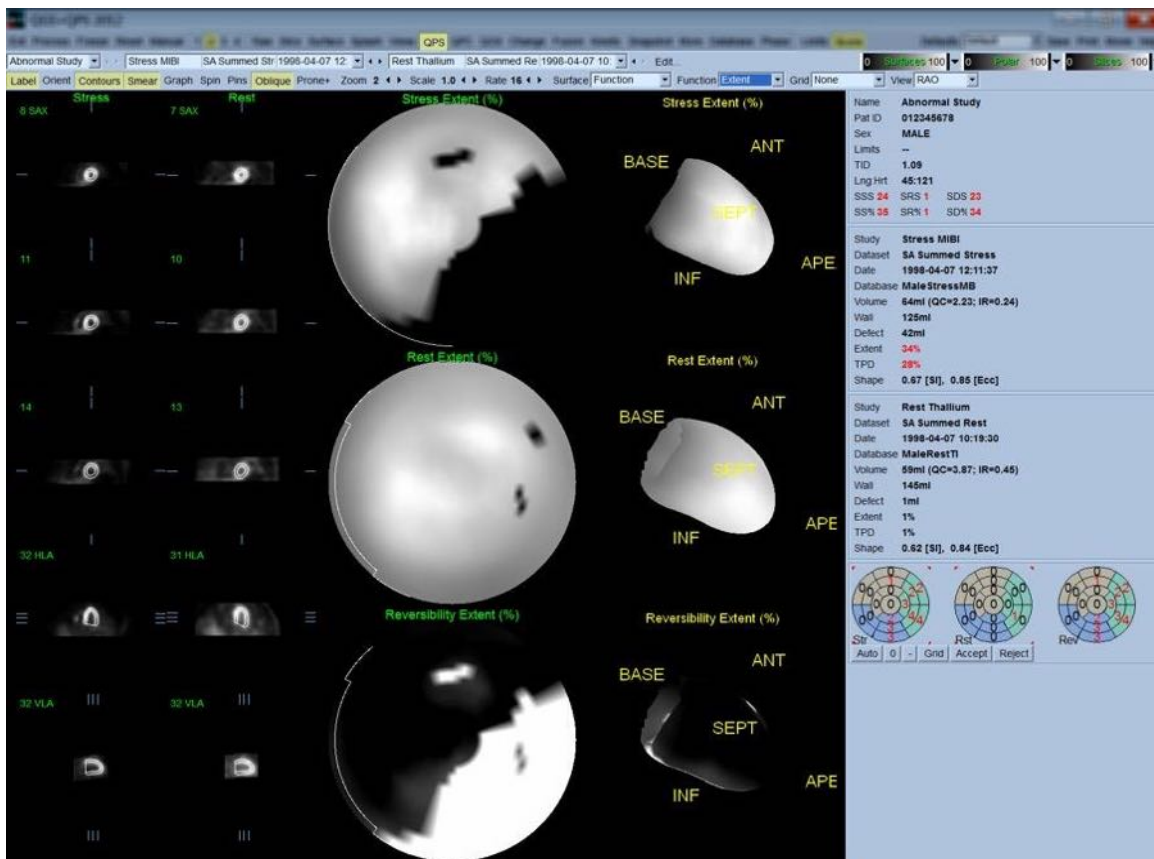 QPS
Abnormal Study Stress MIBI SA Summed Str 1998-04-07 12: Rest Thallium SA Summed Re 1998-04-07 10: Edit...
0 Surfaces 100 0 Polar 100 0 Slices 100
Label Orient Contours Smear Graph Spin Pins Oblique Prone+ Zoom 2 Scale 1.0 Rate 16 Surface Function Function Extent Grid None View RAO
Stress Rest
8 SAX 7 SAX
11 10
14 13
32 HLA 31 HLA
32 VLA 32 VLA
Stress Extent (%)
Stress Extent (%)
ANT
BASE
SEPT
APE
INF
Rest Extent (%)
Rest Extent (%)
ANT
BASE
SEPT
INF
APE
Reversibility Extent (%)
Reversibility Extent (%)
ANT
BASE
SEPT
APE
INF
Name Abnormal Study
Pat ID 012345678
Sex MALE
Limits --
TID 1.09
Lng Hrt 45:121
SSS 24 SRS 1 SDS 23
SS% 35 SR% 1 SD% 34
Study Stress MIBI
Dataset SA Summed Stress
Date 1998-04-07 12:11:37
Database MaleStressMB
Volume 64ml (QC=2.23; IR=0.24)
Wall 125ml
Defect 42ml
Extent 34%
TPD 28%
Shape 0.67 [SI], 0.85 [Ecc]
Study Rest Thallium
Dataset SA Summed Rest
Date 1998-04-07 10:19:30
Database MaleRestTl
Volume 59ml (QC=3.87; IR=0.45)
Wall 145ml
Defect 1ml
Extent 1%
TPD 1%
Shape 0.62 [SI], 0.84 [Ecc]
Str Rst Rev
Auto 0 - Grid Accept Reject